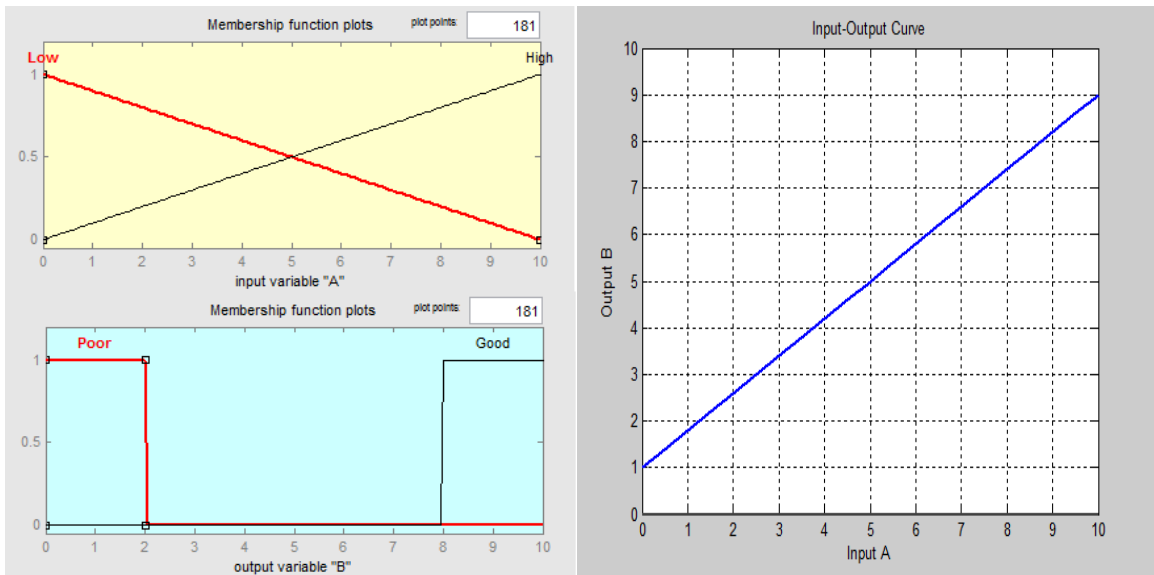 Membership function plots plot points: 181
Low High
1
0.5
0
0 1 2 3 4 5 6 7 8 9 10
input variable "A"
Membership function plots plot points: 181
Poor Good
1
0.5
0
0 1 2 3 4 5 6 7 8 9 10
output variable "B"
Input-Output Curve
10
9
8
7
6
5
4
3
2
1
0
Output B
0 1 2 3 4 5 6 7 8 9 10
Input A